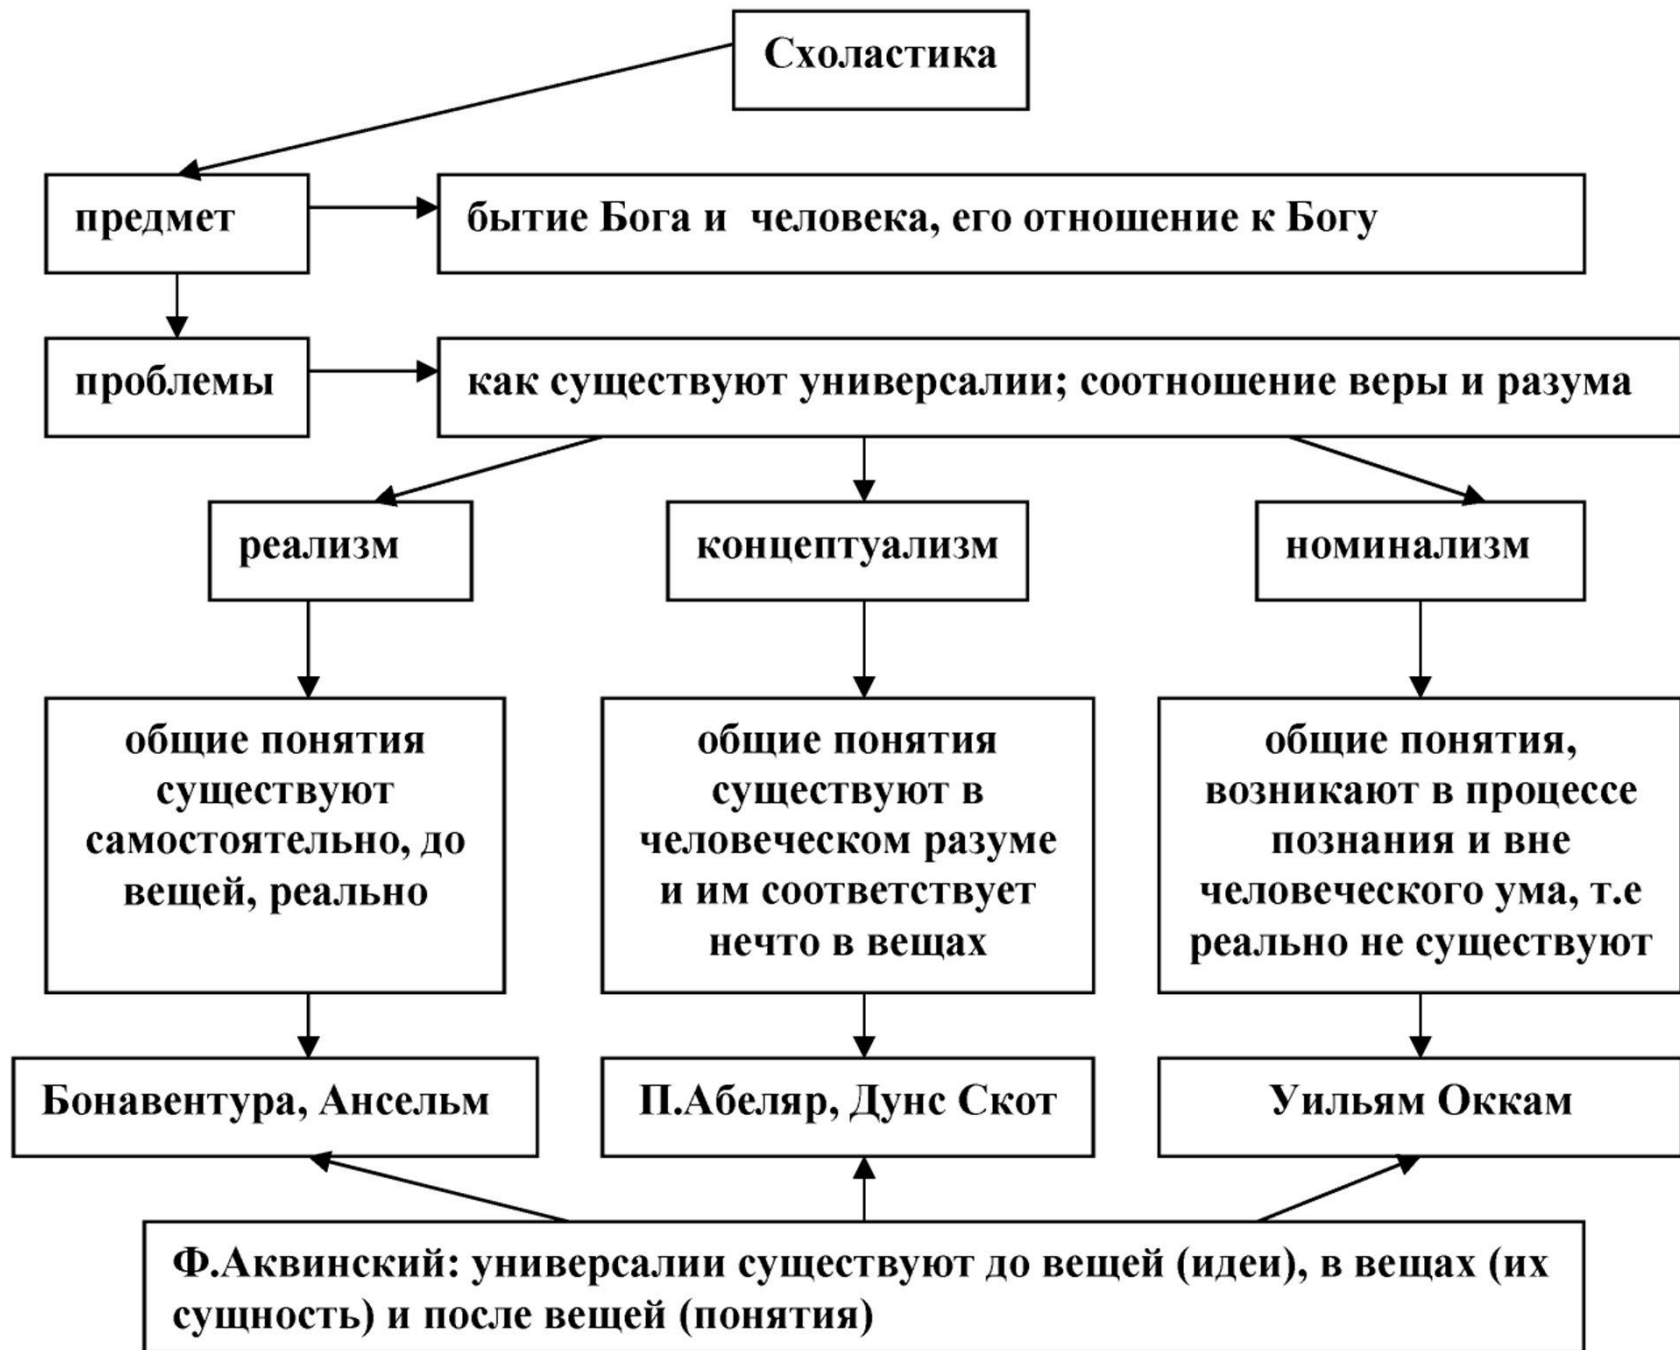 Схоластика
предмет
бытие Бога и человека, его отношение к Богу
проблемы
как существуют универсалии; соотношение веры и разума
реализм
концептуализм
номинализм
общие понятия
существуют
самостоятельно, до
вещей, реально
общие понятия
существуют в
человеческом разуме
и им соответствует
нечто в вещах
общие понятия,
возникают в процессе
познания и вне
человеческого ума, т.е
реально не существуют
Бонавентура, Ансельм
П.Абеляр, Дунс Скот
Уильям Оккам
Ф.Аквинский: универсалии существуют до вещей (идеи), в вещах (их
сущность) и после вещей (понятия)